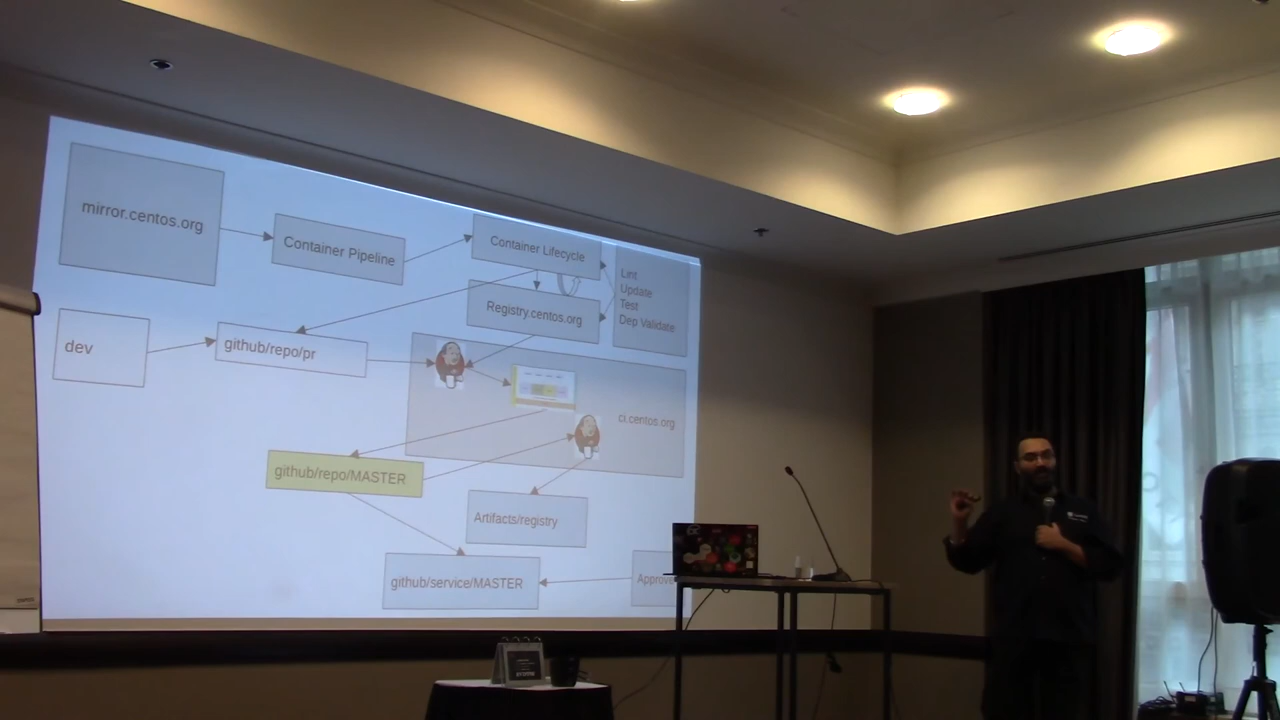 mirror.centos.org
Container Pipeline
Container Lifecycle
Lint
Update
Test
Dep Validate
Registry.centos.org
dev
github/repo/pr
ci.centos.org
github/repo/MASTER
Artifacts/registry
github/service/MASTER
Approve